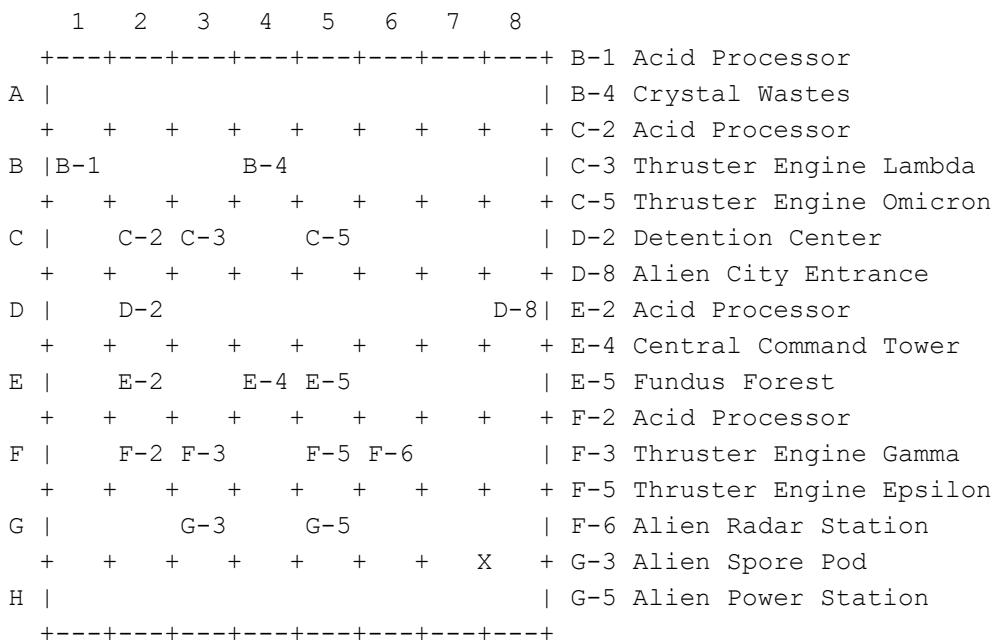 1   2   3   4   5   6   7   8
  +---+---+---+---+---+---+---+---+ B-1 Acid Processor
A |                               | B-4 Crystal Wastes
  +   +   +   +   +   +   +   +   + C-2 Acid Processor
B |B-1         B-4                | C-3 Thruster Engine Lambda
  +   +   +   +   +   +   +   +   + C-5 Thruster Engine Omicron
C |    C-2 C-3     C-5            | D-2 Detention Center
  +   +   +   +   +   +   +   +   + D-8 Alien City Entrance
D |    D-2                     D-8| E-2 Acid Processor
  +   +   +   +   +   +   +   +   + E-4 Central Command Tower
E |    E-2     E-4 E-5            | E-5 Fundus Forest
  +   +   +   +   +   +   +   +   + F-2 Acid Processor
F |    F-2 F-3     F-5 F-6        | F-3 Thruster Engine Gamma
  +   +   +   +   +   +   +   +   + F-5 Thruster Engine Epsilon
G |        G-3     G-5            | F-6 Alien Radar Station
  +   +   +   +   +   +   +   X   + G-3 Alien Spore Pod
H |                               | G-5 Alien Power Station
  +---+---+---+---+---+---+---+---+